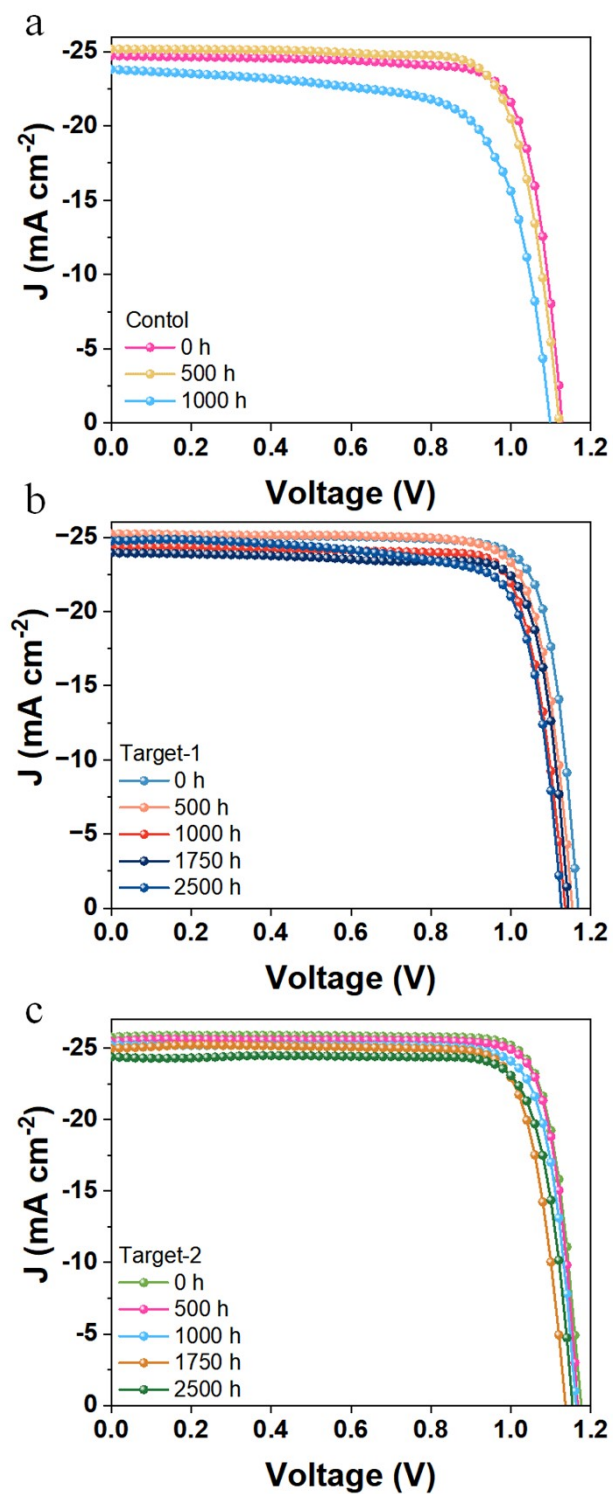 a
J (mA cm-2)
-25
-20
-15
-10
-5
0
Contol
0 h
500 h
1000 h
0.0 0.2 0.4 0.6 0.8 1.0 1.2
Voltage (V)
b
J (mA cm-2)
−25
−20
−15
−10
−5
0
Target-1
0 h
500 h
1000 h
1750 h
2500 h
0.0 0.2 0.4 0.6 0.8 1.0 1.2
Voltage (V)
c
J (mA cm-2)
-25
-20
-15
-10
-5
0
Target-2
0 h
500 h
1000 h
1750 h
2500 h
0.0 0.2 0.4 0.6 0.8 1.0 1.2
Voltage (V)